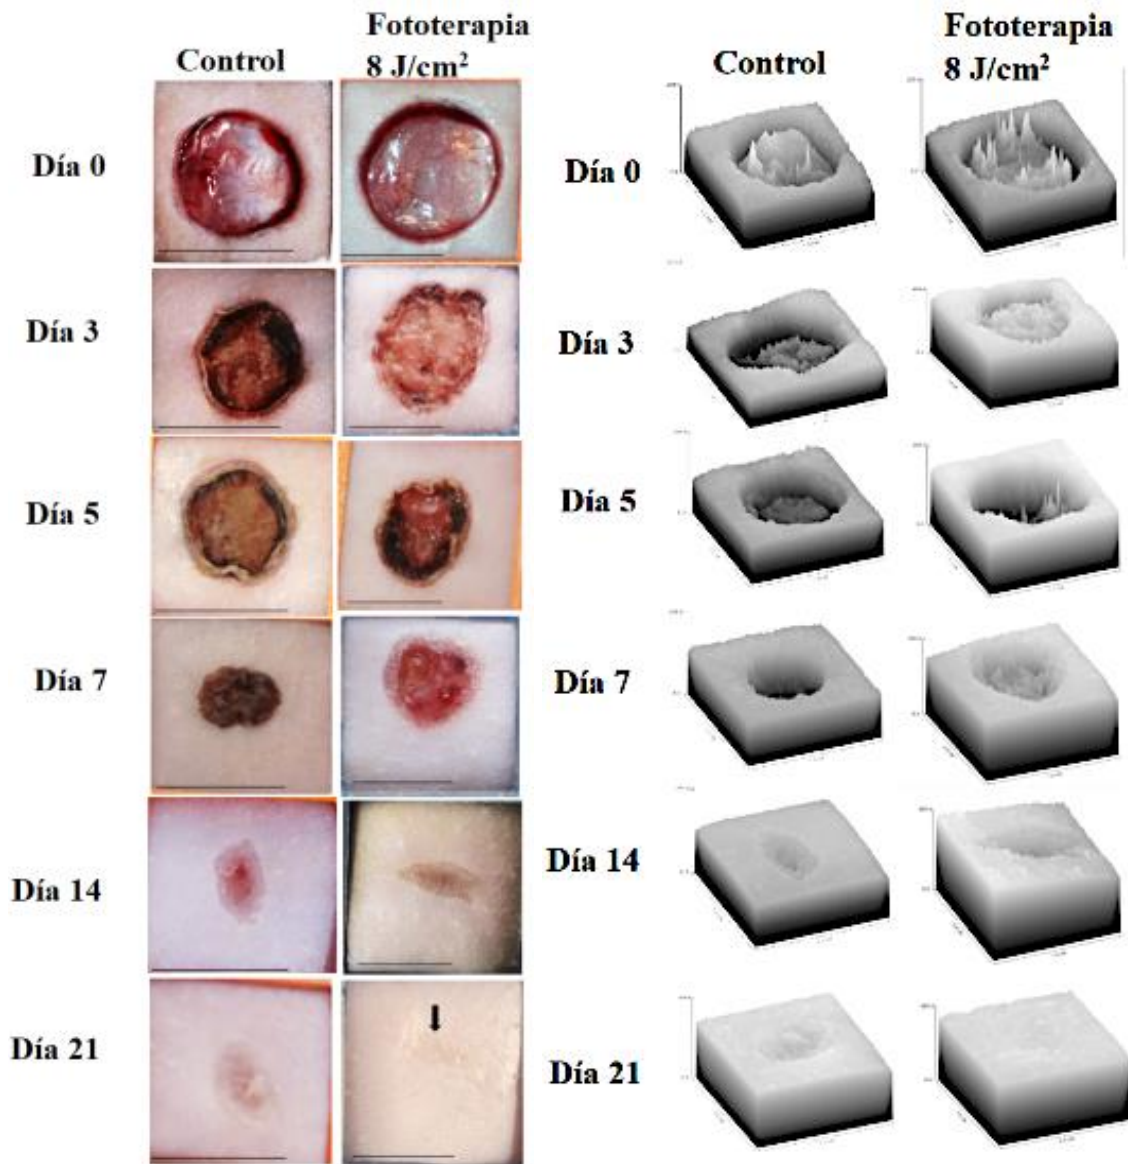 Control
Fototerapia
8 J/cm²
Control
Fototerapia
8 J/cm²
Día 0
Día 0
Día 3
Día 3
Día 5
Día 5
Día 7
Día 7
Día 14
Día 14
Día 21
Día 21